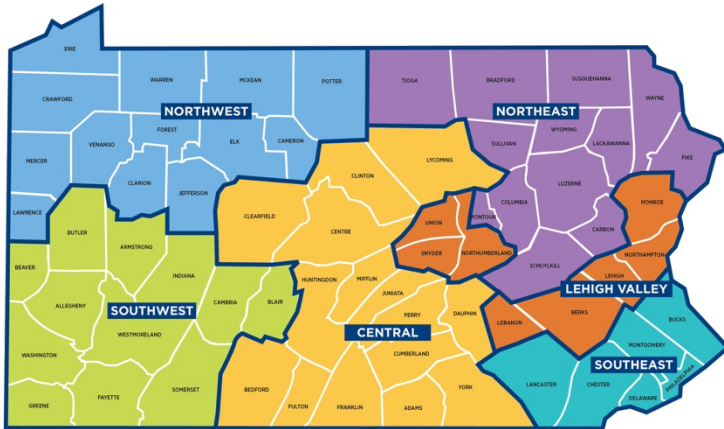 ERIE
WARREN
MCKEAN
POTTER
TIOGA
BRADFORD
SUSQUEHANNA
WAYNE
CRAWFORD
NORTHWEST
NORTHEAST
FOREST
WYOMING
LACKAWANNA
VENANGO
ELK
CAMERON
SULLIVAN
MERCER
LYCOMING
PIKE
CLARION
CLINTON
LUZERNE
JEFFERSON
COLUMBIA
MONROE
LAWRENCE
CLEARFIELD
UNION
MONTOUR
BUTLER
CENTRE
CARBON
ARMSTRONG
SNYDER
NORTHUMBERLAND
NORTHAMPTON
BEAVER
INDIANA
SCHUYLKILL
HUNTINGDON
MIFFLIN
LEHIGH
ALLEGHENY
CAMBRIA
BLAIR
JUNIATA
LEHIGH VALLEY
SOUTHWEST
PERRY
DAUPHIN
BERKS
BUCKS
WESTMORELAND
CENTRAL
LEBANON
MONTGOMERY
CUMBERLAND
WASHINGTON
SOUTHEAST
PHILADELPHIA
LANCASTER
CHESTER
BEDFORD
SOMERSET
YORK
FAYETTE
DELAWARE
GREENE
FULTON
FRANKLIN
ADAMS